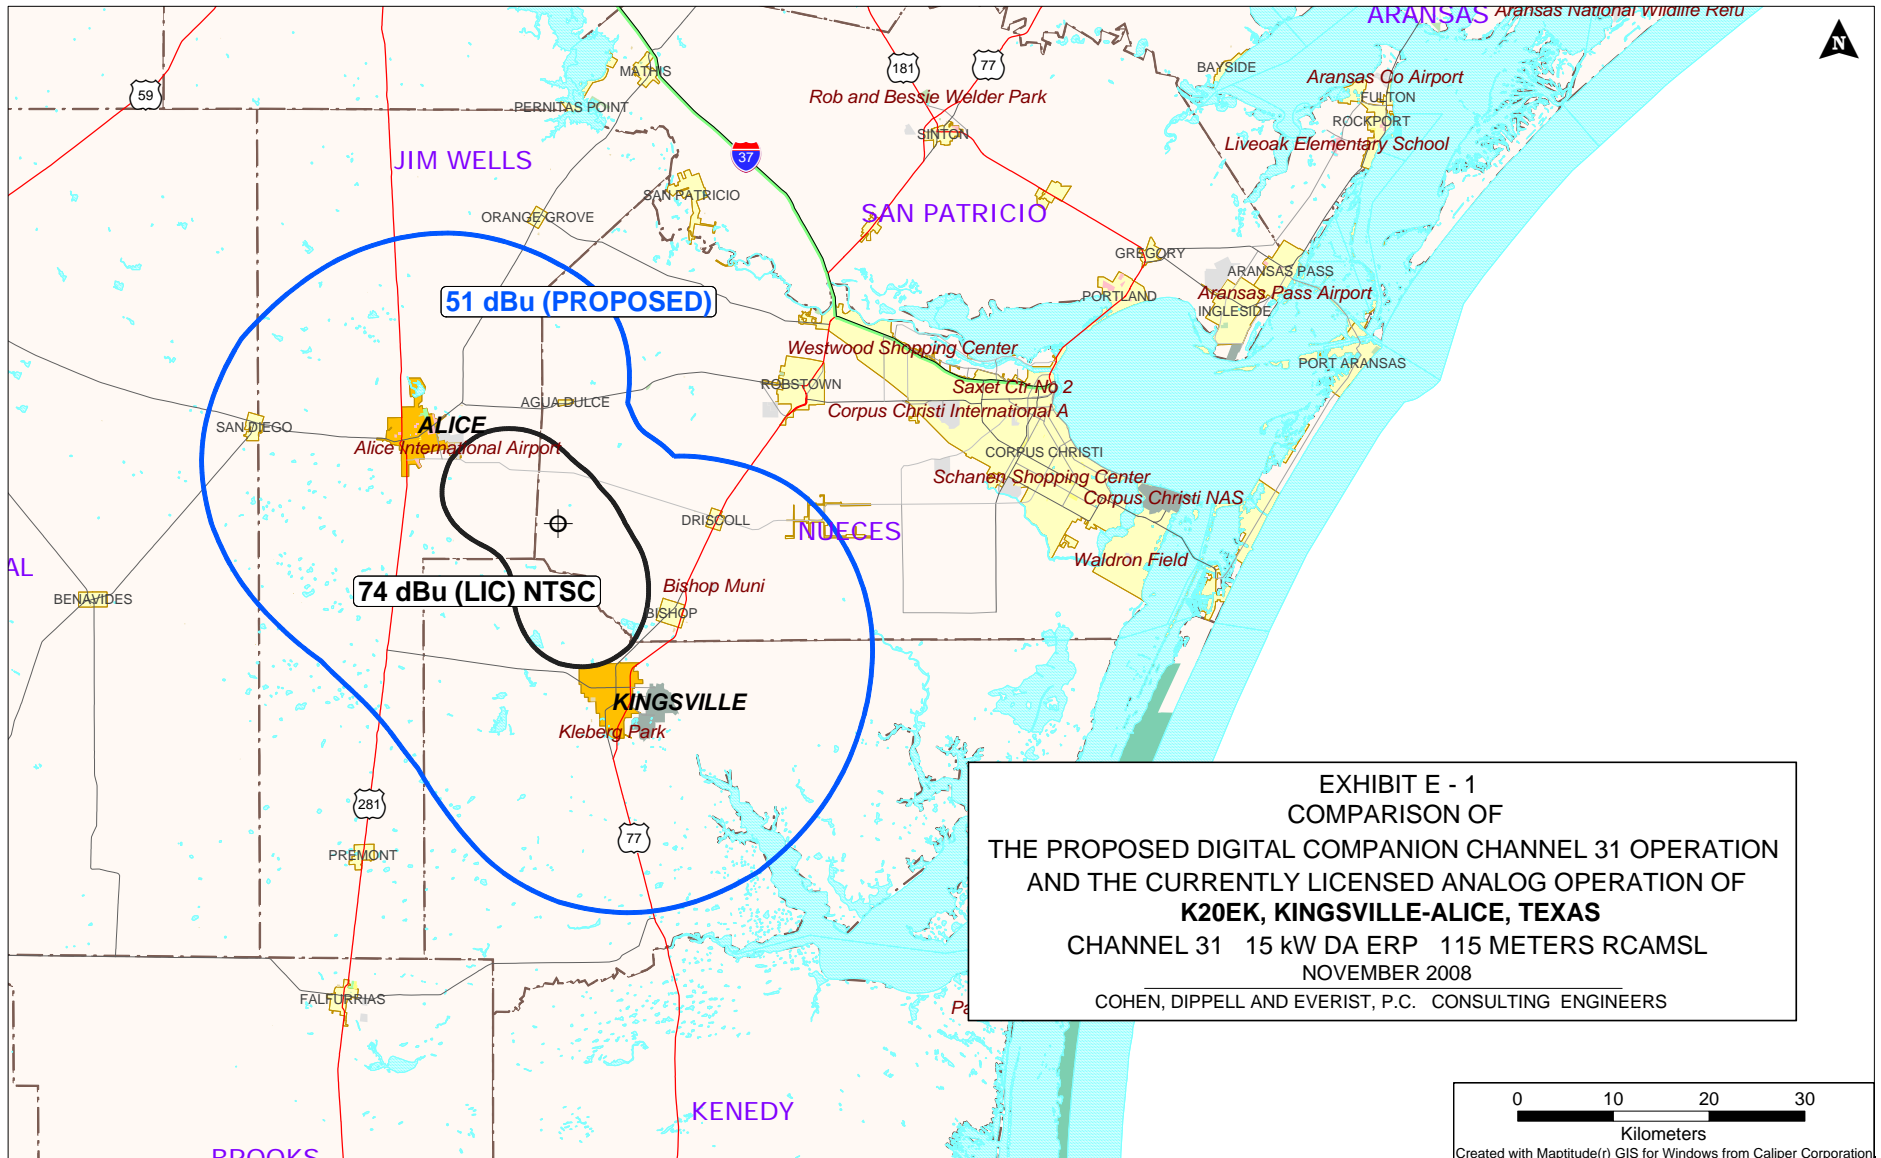 ARANSAS
Aransas National Wildlife Refu
N
59
MATHIS
181
77
BAYSIDE
Aransas Co Airport
FULTON
PERNITAS POINT
Rob and Bessie Welder Park
ROCKPORT
SINTON
Liveoak Elementary School
JIM WELLS
37
SAN PATRICIO
ORANGE GROVE
SAN PATRICIO
GREGORY
ARANSAS PASS
51 dBu (PROPOSED)
PORTLAND
Aransas Pass Airport
INGLESIDE
Westwood Shopping Center
PORT ARANSAS
ROBSTOWN
Saxet Ctr No 2
AGUA DULCE
Corpus Christi International A
SAN DIEGO
ALICE
Alice International Airport
CORPUS CHRISTI
Schanen Shopping Center
Corpus Christi NAS
DRISCOLL
NUECES
Waldron Field
AL
74 dBu (LIC) NTSC
Bishop Muni
BENAVIDES
BISHOP
KINGSVILLE
Kleberg Park
281
77
PREMONT
EXHIBIT E - 1
COMPARISON OF
THE PROPOSED DIGITAL COMPANION CHANNEL 31 OPERATION
AND THE CURRENTLY LICENSED ANALOG OPERATION OF
K20EK, KINGSVILLE-ALICE, TEXAS
CHANNEL 31 15 kW DA ERP 115 METERS RCAMSL
NOVEMBER 2008
COHEN, DIPPELL AND EVERIST, P.C. CONSULTING ENGINEERS
FALFURRIAS
Pa
KENEDY
BROOKS
0 10 20 30
Kilometers
Created with Maptitude(r) GIS for Windows from Caliper Corporation